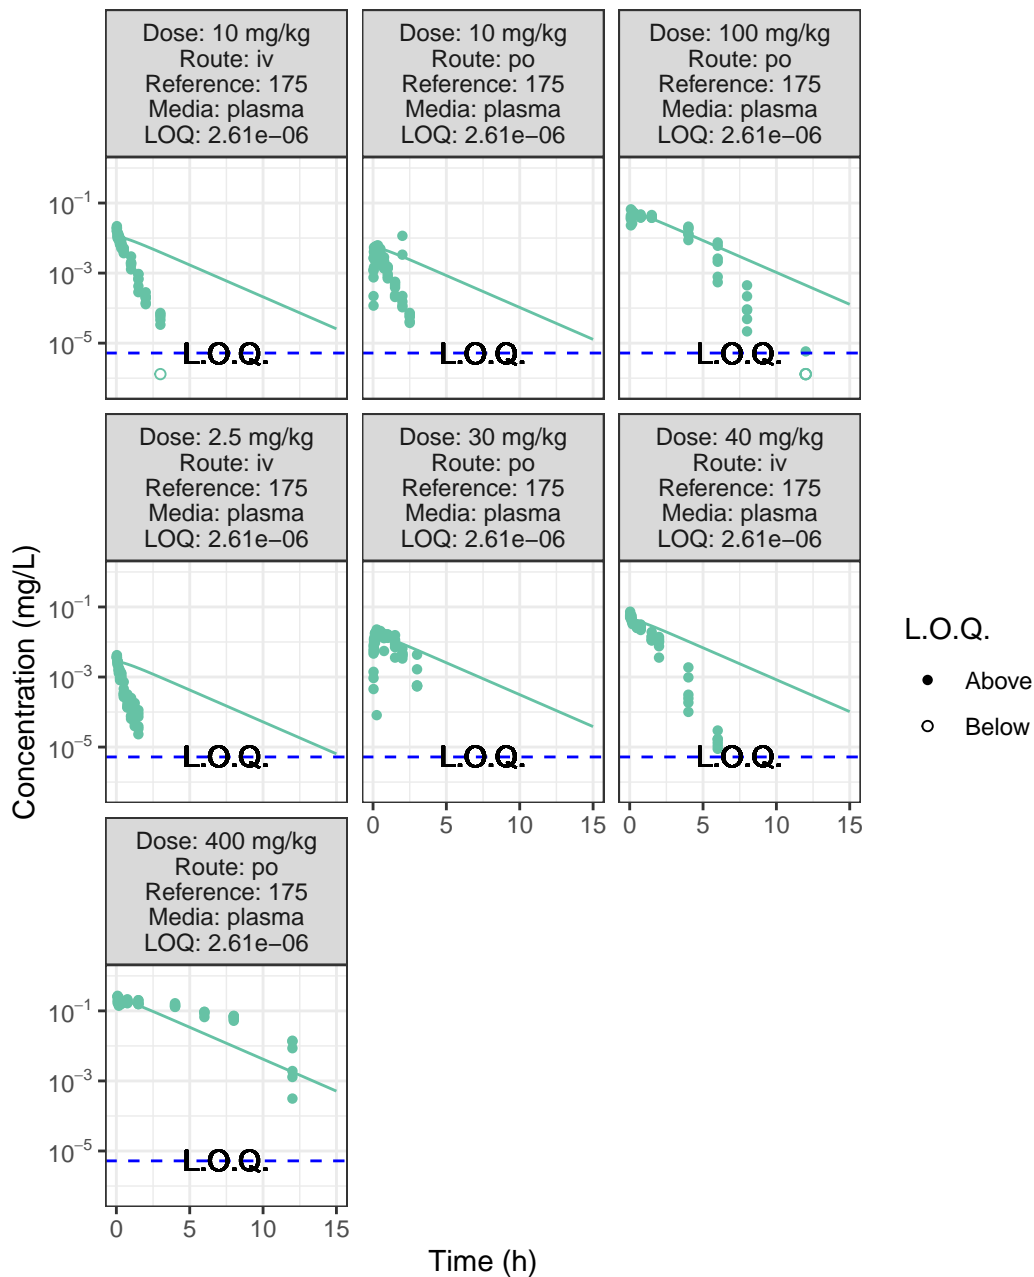 Dose: 10 mg/kg
Route: iv
Reference: 175
Media: plasma
LOQ: 2.61e−06
Dose: 10 mg/kg
Route: po
Reference: 175
Media: plasma
LOQ: 2.61e−06
Dose: 100 mg/kg
Route: po
Reference: 175
Media: plasma
LOQ: 2.61e−06
10⁻¹
10⁻³
10⁻⁵
L.O.Q.
L.O.Q.
L.O.Q.
Dose: 2.5 mg/kg
Route: iv
Reference: 175
Media: plasma
LOQ: 2.61e−06
Dose: 30 mg/kg
Route: po
Reference: 175
Media: plasma
LOQ: 2.61e−06
Dose: 40 mg/kg
Route: iv
Reference: 175
Media: plasma
LOQ: 2.61e−06
10⁻¹
10⁻³
10⁻⁵
L.O.Q.
L.O.Q.
L.O.Q.
0 5 10 15
0 5 10 15
Dose: 400 mg/kg
Route: po
Reference: 175
Media: plasma
LOQ: 2.61e−06
10⁻¹
10⁻³
10⁻⁵
L.O.Q.
0 5 10 15
Time (h)
Concentration (mg/L)
L.O.Q.
Above
Below